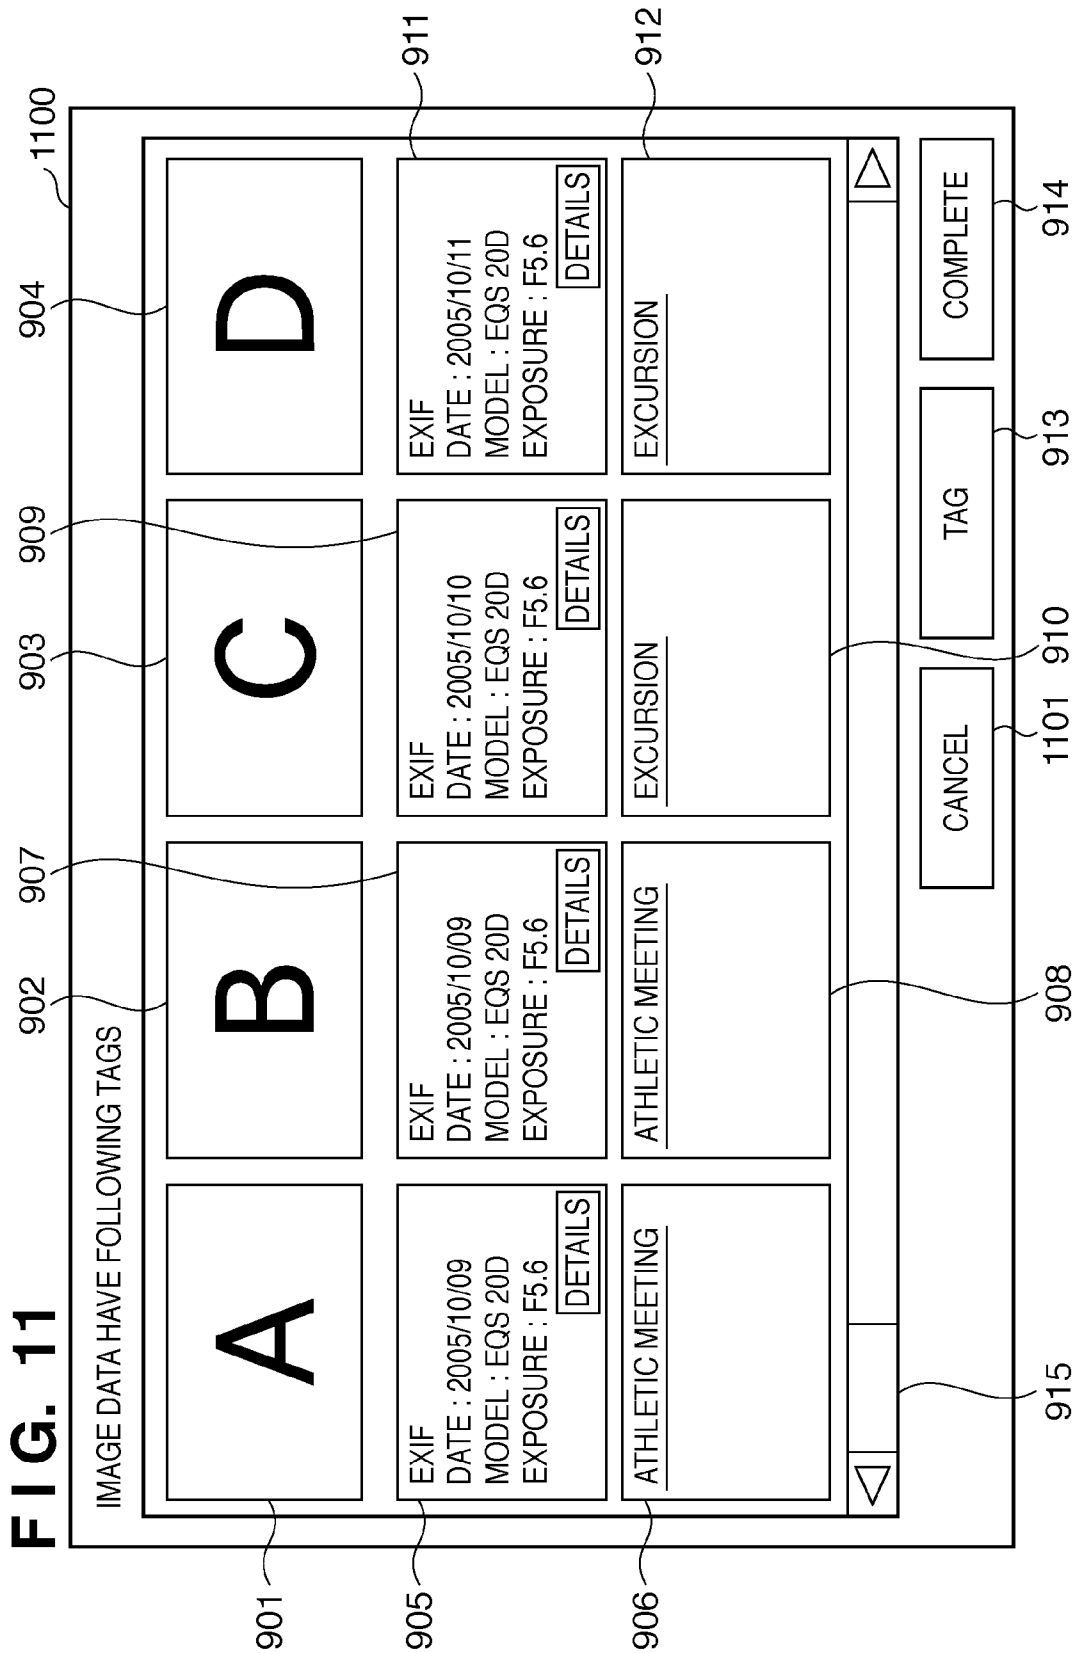 FIG. 11
1100
IMAGE DATA HAVE FOLLOWING TAGS
901
902
903
904
A
B
C
D
905
907
909
911
EXIF
DATE : 2005/10/09
MODEL : EQS 20D
EXPOSURE : F5.6
DETAILS
EXIF
DATE : 2005/10/09
MODEL : EQS 20D
EXPOSURE : F5.6
DETAILS
EXIF
DATE : 2005/10/10
MODEL : EQS 20D
EXPOSURE : F5.6
DETAILS
EXIF
DATE : 2005/10/11
MODEL : EQS 20D
EXPOSURE : F5.6
DETAILS
906
908
910
912
ATHLETIC MEETING
ATHLETIC MEETING
EXCURSION
EXCURSION
915
CANCEL
TAG
COMPLETE
1101
913
914